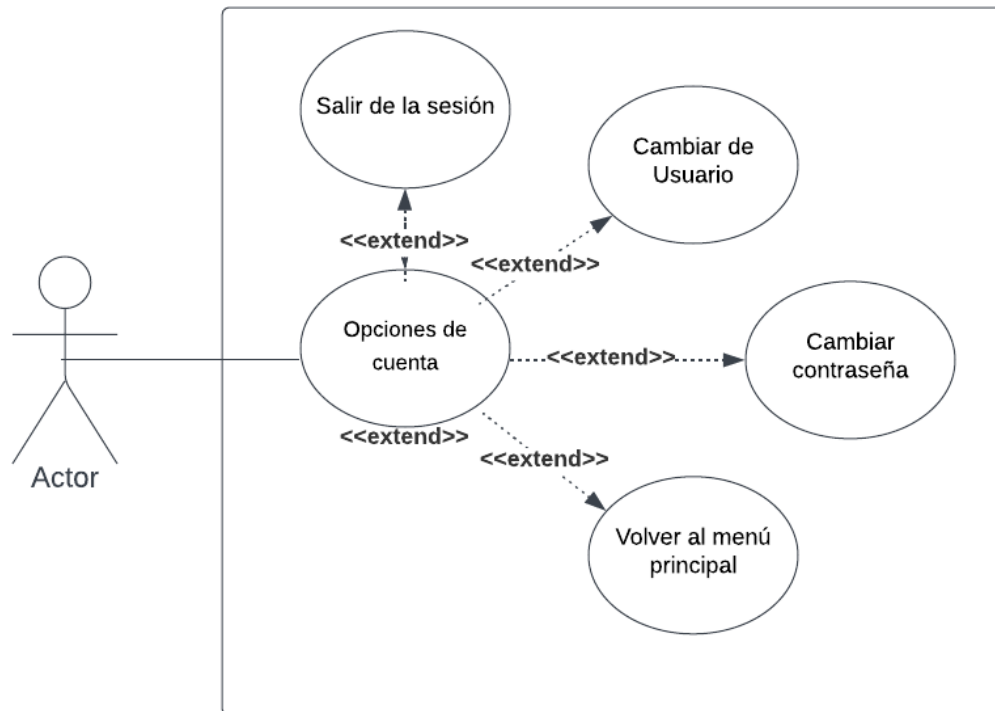 Salir de la sesión
Cambiar de
Usuario
<<extend>>
<<extend>>
Opciones de
cuenta
<<extend>>
Cambiar
contraseña
<<extend>>
<<extend>>
Actor
Volver al menú
principal